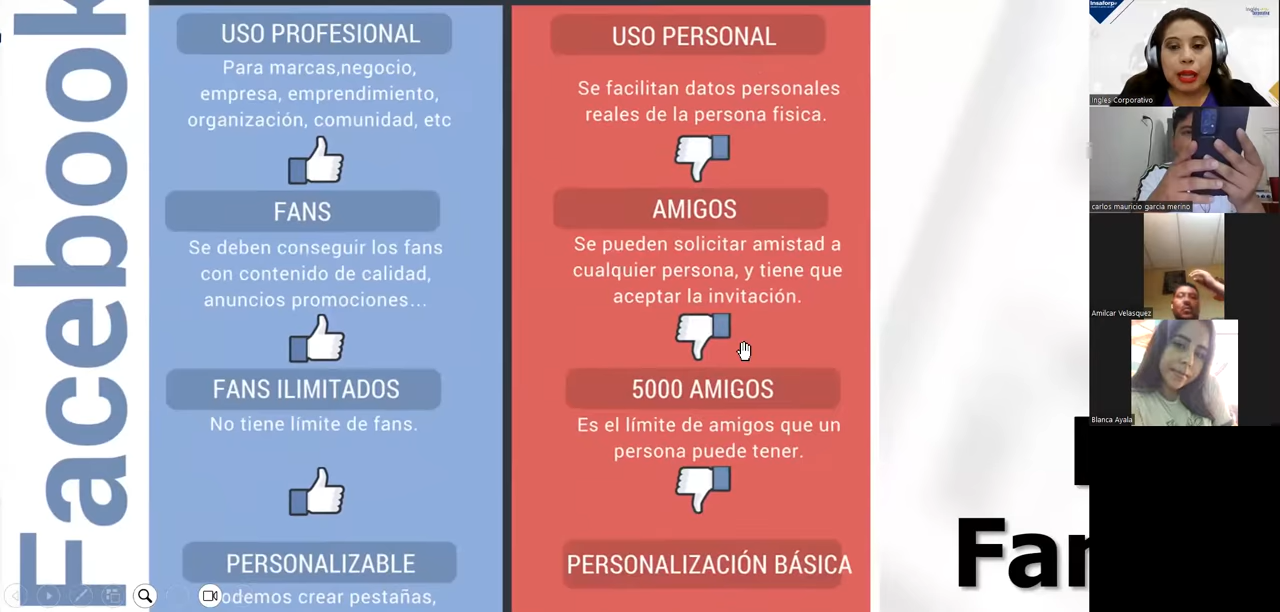 Facebook
USO PROFESIONAL
Para marcas,negocio,
empresa, emprendimiento,
organización, comunidad, etc
FANS
Se deben conseguir los fans
con contenido de calidad,
anuncios promociones...
FANS ILIMITADOS
No tiene límite de fans.
PERSONALIZABLE
odemos crear pestañas,
USO PERSONAL
Se facilitan datos personales
reales de la persona fisica.
AMIGOS
Se pueden solicitar amistad a
cualquier persona, y tiene que
aceptar la invitación.
5000 AMIGOS
Es el límite de amigos que un
persona puede tener.
PERSONALIZACIÓN BÁSICA
Fan
Insaforp
Ingles Corporativo
carlos mauricio garcia merino
Amilcar Velasquez
Blanca Ayala